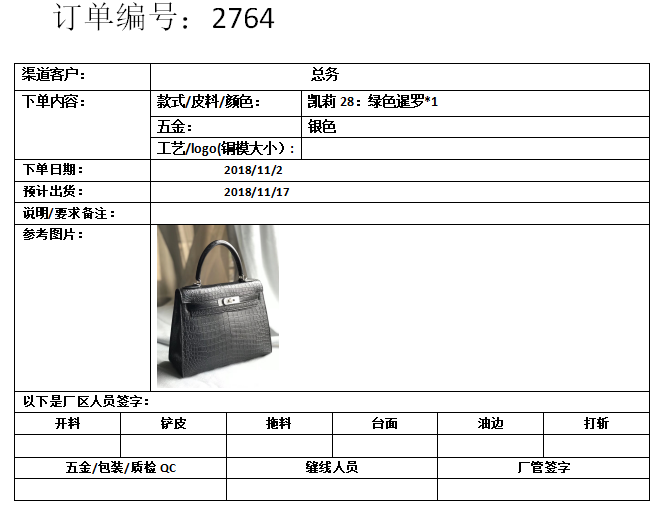 订单编号：2764
渠道客户： 总务
下单内容： 款式/皮料/颜色： 凯莉 28：绿色暹罗*1
五金： 银色
工艺/logo(铜模大小）:
下单日期： 2018/11/2
预计出货： 2018/11/17
说明/要求备注：
参考图片：
以下是厂区人员签字：
开料 铲皮 拖料 台面 油边 打折
五金/包装/质检 QC 缝线人员 厂管签字